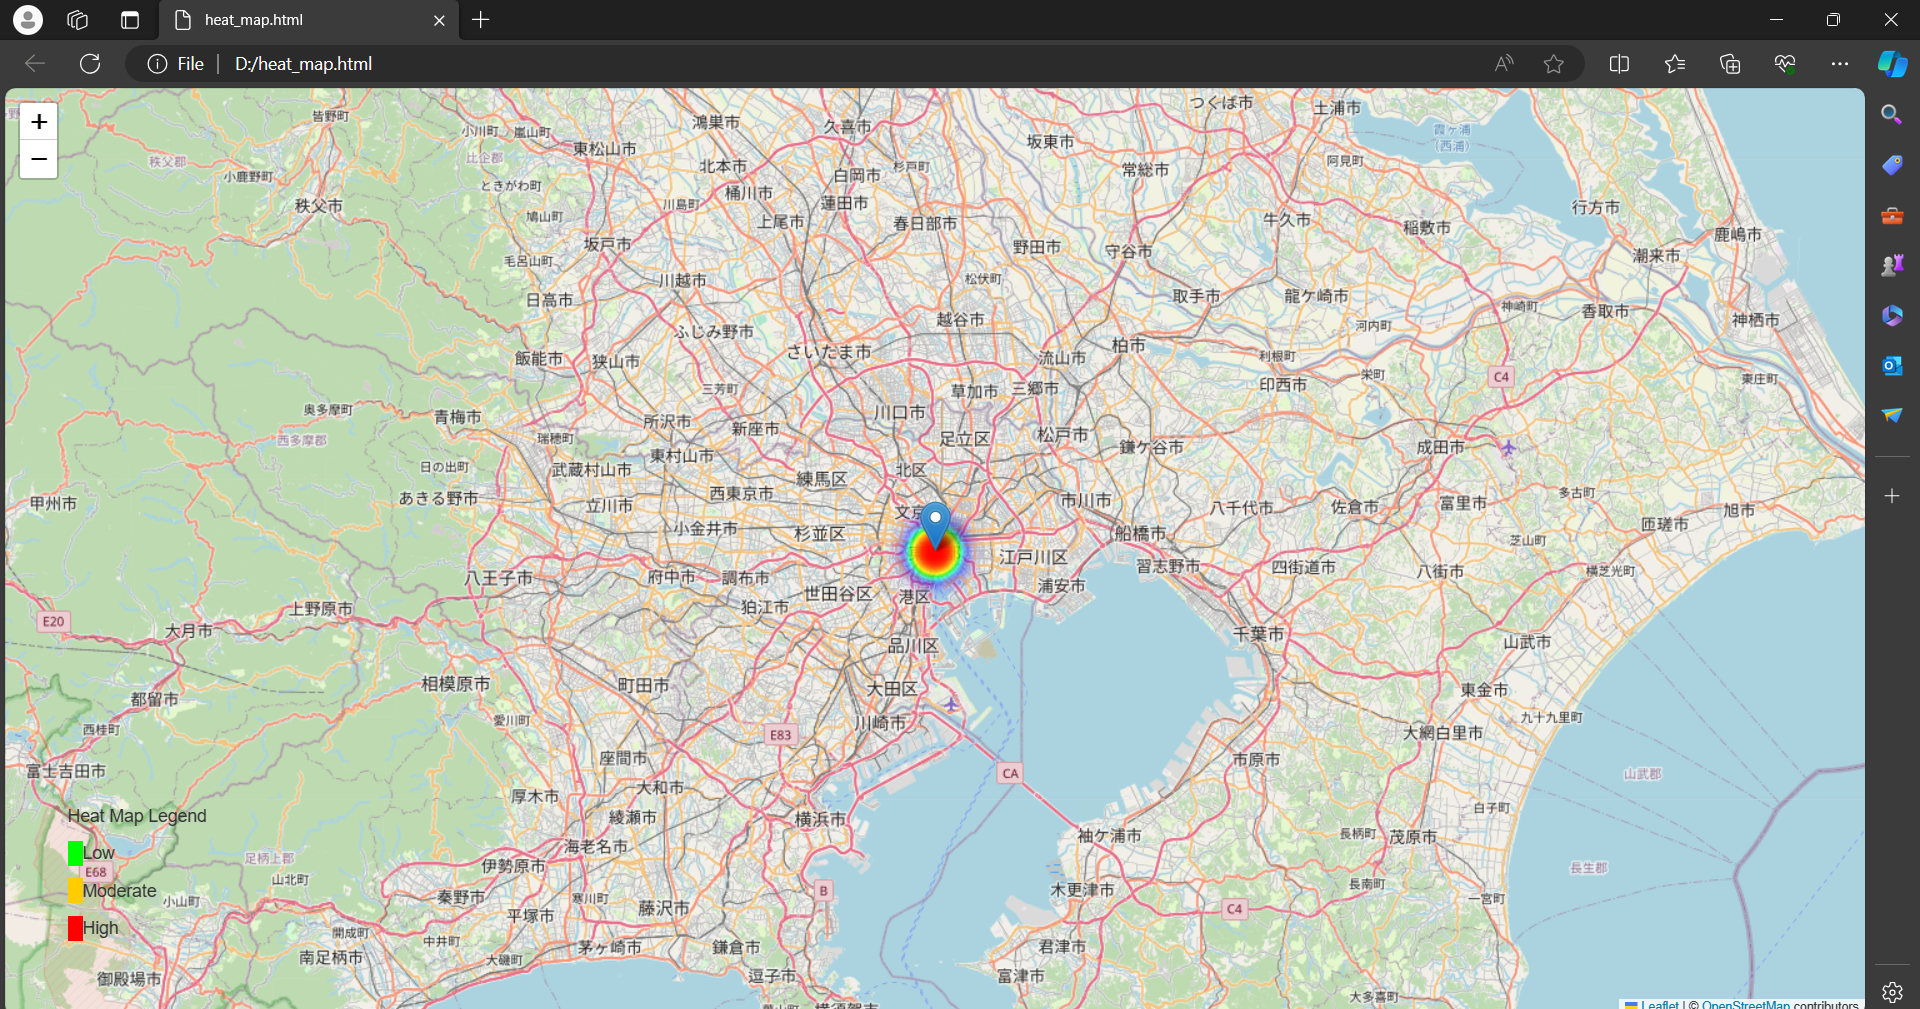 heat_map.html
File
D:/heat_map.html
+
−
つくば市
土浦市
皆野町
鴻巣市
久喜市
小川町
嵐山町
霞ヶ浦
(西浦)
東松山市
坂東市
秩父郡
比企郡
北本市
杉戸町
常総市
阿見町
小鹿野町
白岡市
ときがわ町
桶川市
秩父市
川島町
蓮田市
行方市
鳩山町
上尾市
春日部市
牛久市
稲敷市
鹿嶋市
坂戸市
野田市
守谷市
潮来市
毛呂山町
川越市
松伏町
日高市
取手市
龍ケ崎市
神崎町
香取市
越谷市
河内町
神栖市
ふじみ野市
さいたま市
柏市
飯能市
狭山市
流山市
利根町
栄町
C4
東庄町
三芳町
草加市
三郷市
印西市
奥多摩町
青梅市
川口市
所沢市
新座市
西多摩郡
瑞穂町
足立区
松戸市
鎌ケ谷市
成田市
東村山市
日の出町
武蔵村山市
北区
練馬区
あきる野市
西東京市
甲州市
立川市
市川市
八千代市
佐倉市
富里市
多古町
旭市
文京
小金井市
杉並区
船橋市
匝瑳市
芝山町
江戸川区
習志野市
四街道市
八街市
横芝光町
八王子市
府中市
調布市
浦安市
世田谷区
港区
狛江市
上野原市
E20
大月市
千葉市
山武市
品川区
相模原市
町田市
大田区
東金市
都留市
愛川町
川崎市
九十九里町
西桂町
E83
大網白里市
座間市
市原市
富士吉田市
CA
山武郡
大和市
厚木市
白子町
Heat Map Legend
綾瀬市
横浜市
長柄町
茂原市
袖ケ浦市
海老名市
Low
足柄上郡
伊勢原市
長生郡
E68
山北町
長南町
Moderate
B
木更津市
小山町
秦野市
寒川町
一宮町
藤沢市
C4
平塚市
High
開成町
中井町
茅ヶ崎市
鎌倉市
君津市
南足柄市
大磯町
御殿場市
逗子市
富津市
大多喜町
横須賀市
Leaflet | © OpenStreetMap contributors